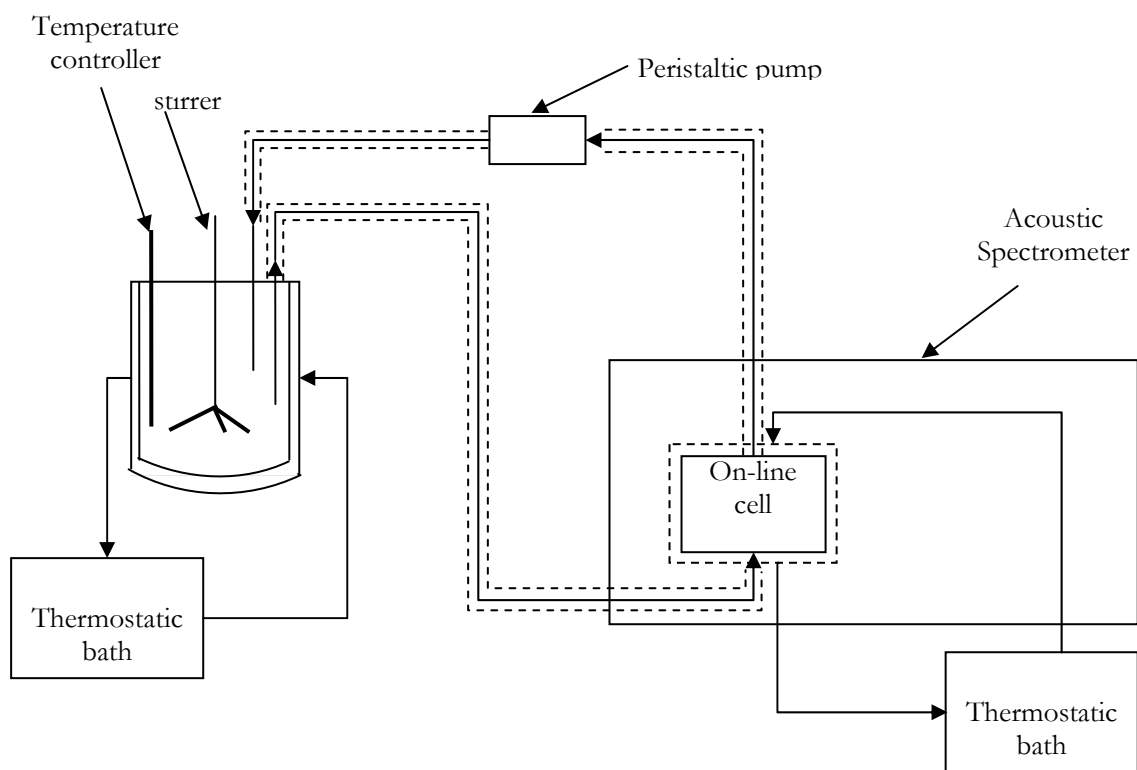 Temperature
controller
stirrer
Peristaltic pump
Acoustic
Spectrometer
On-line
cell
Thermostatic
bath
Thermostatic
bath